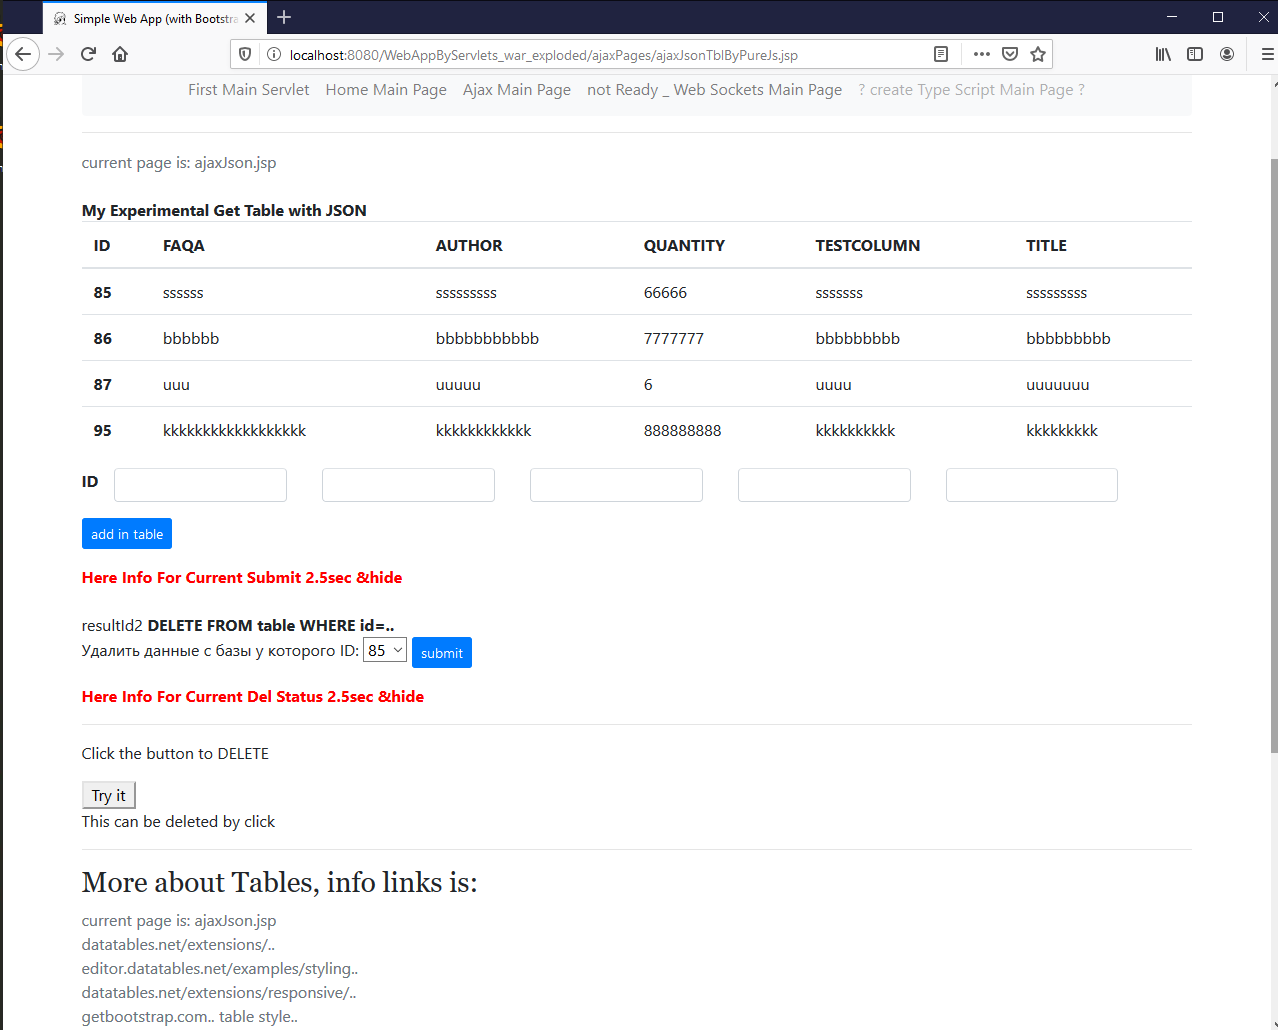 Simple Web App (with Bootstra
localhost:8080/WebAppByServlets_war_exploded/ajaxPages/ajaxJsonTblByPureJs.jsp
First Main Servlet Home Main Page Ajax Main Page not Ready _ Web Sockets Main Page ? create Type Script Main Page ?
current page is: ajaxJson.jsp
My Experimental Get Table with JSON
ID FAQA AUTHOR QUANTITY TESTCOLUMN TITLE
85 ssssss sssssssss 66666 sssssss sssssssss
86 bbbbbb bbbbbbbbbbb 7777777 bbbbbbbbb bbbbbbbbb
87 uuu uuuuu 6 uuuu uuuuuuu
95 kkkkkkkkkkkkkkkkkk kkkkkkkkkkkk 888888888 kkkkkkkkkk kkkkkkkkk
ID
add in table
Here Info For Current Submit 2.5sec &hide
resultId2 DELETE FROM table WHERE id=..
Удалить данные с базы у которого ID: 85 submit
Here Info For Current Del Status 2.5sec &hide
Click the button to DELETE
Try it
This can be deleted by click
More about Tables, info links is:
current page is: ajaxJson.jsp
datatables.net/extensions/..
editor.datatables.net/examples/styling..
datatables.net/extensions/responsive/..
getbootstrap.com.. table style..